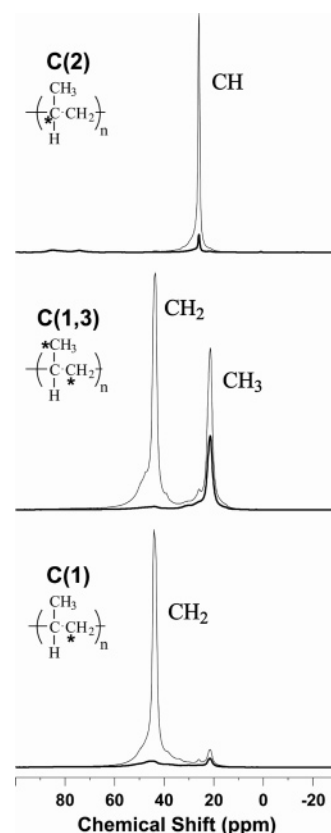 C(2)
CH
CH₃
( C-CH₂ )n
*
H
C(1,3)
CH₂
CH₃
*CH₃
( C-CH₂ )n
*
H
C(1)
CH₂
CH₃
( C-CH₂ )n
*
H
80 60 40 20 0 -20
Chemical Shift (ppm)